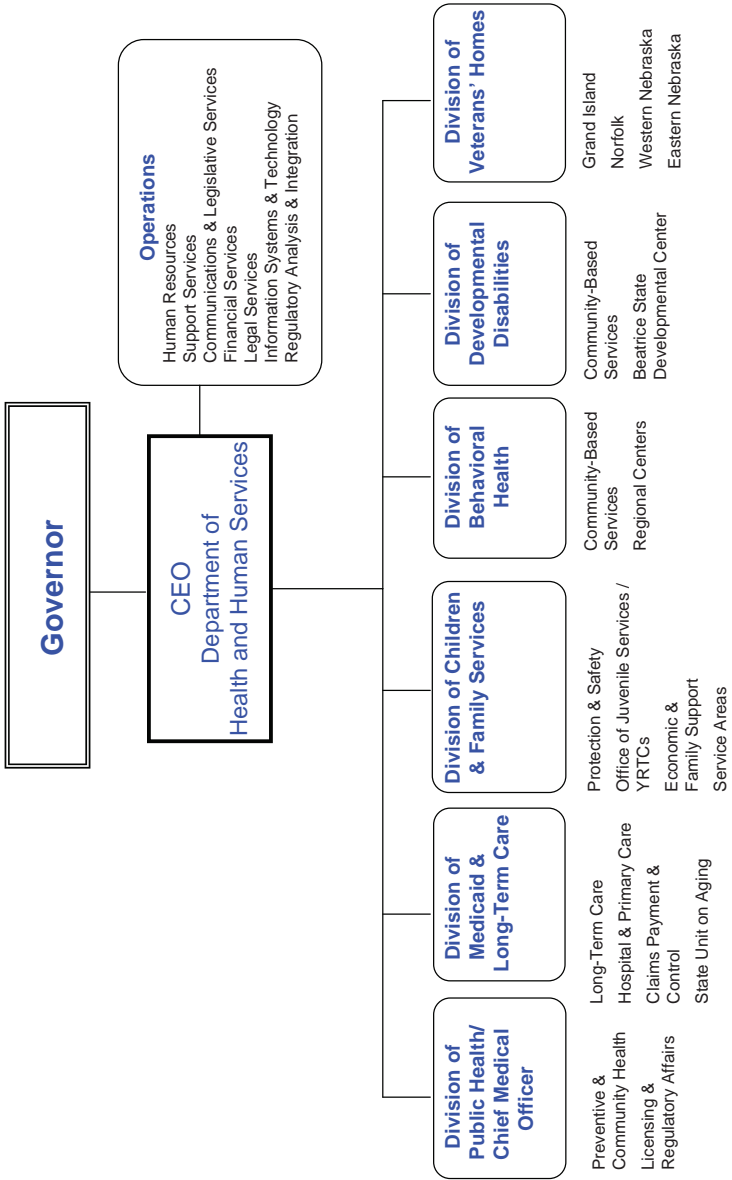 Governor
CEO
Department of
Health and Human Services
Operations
Human Resources
Support Services
Communications & Legislative Services
Financial Services
Legal Services
Information Systems & Technology
Regulatory Analysis & Integration
Division of
Public Health/
Chief Medical
Officer
Preventive &
Community Health
Licensing &
Regulatory Affairs
Division of
Medicaid &
Long-Term Care
Long-Term Care
Hospital & Primary Care
Claims Payment &
Control
State Unit on Aging
Division of Children
& Family Services
Protection & Safety
Office of Juvenile Services /
YRTCs
Economic &
Family Support
Service Areas
Division of
Behavioral
Health
Community-Based
Services
Regional Centers
Division of
Developmental
Disabilities
Community-Based
Services
Beatrice State
Developmental Center
Division of
Veterans' Homes
Grand Island
Norfolk
Western Nebraska
Eastern Nebraska